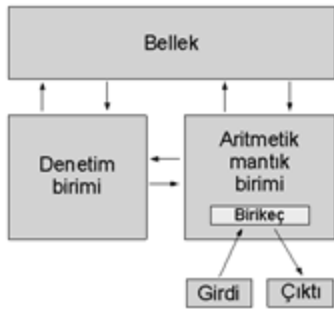 Bellek
Denetim
birimi
Aritmetik
mantık
birimi
Birikeç
Girdi
Çıktı